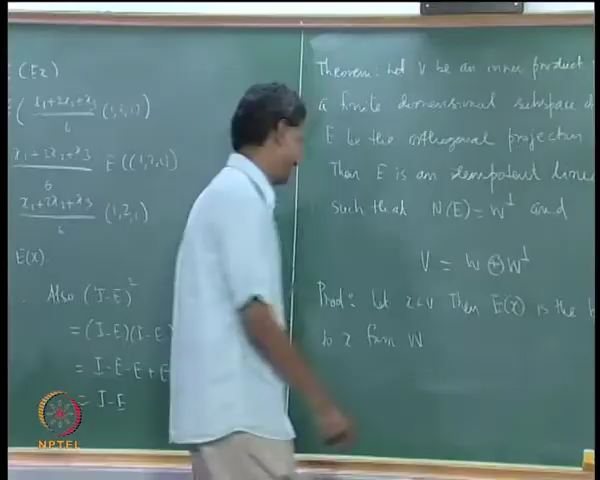 E(Ex)
E(x₁+2x₂+x₃/6 (1,2,1))
x₁+2x₂+x₃/6 E((1,2,1))
x₁+2x₂+x₃/6 (1,2,1)
E(x)
Also (I-E)²
= (I-E)(I-E)
= I-E-E+E
= I-E
Theorem: Let V be an inner product
a finite dimensional subspace
E be the orthogonal projection
Then E is an idempotent linear
such that N(E) = W⊥ and
V = W ⊕ W⊥
Proof: Let x∈V Then E(x) is the
to x from W
NPTEL